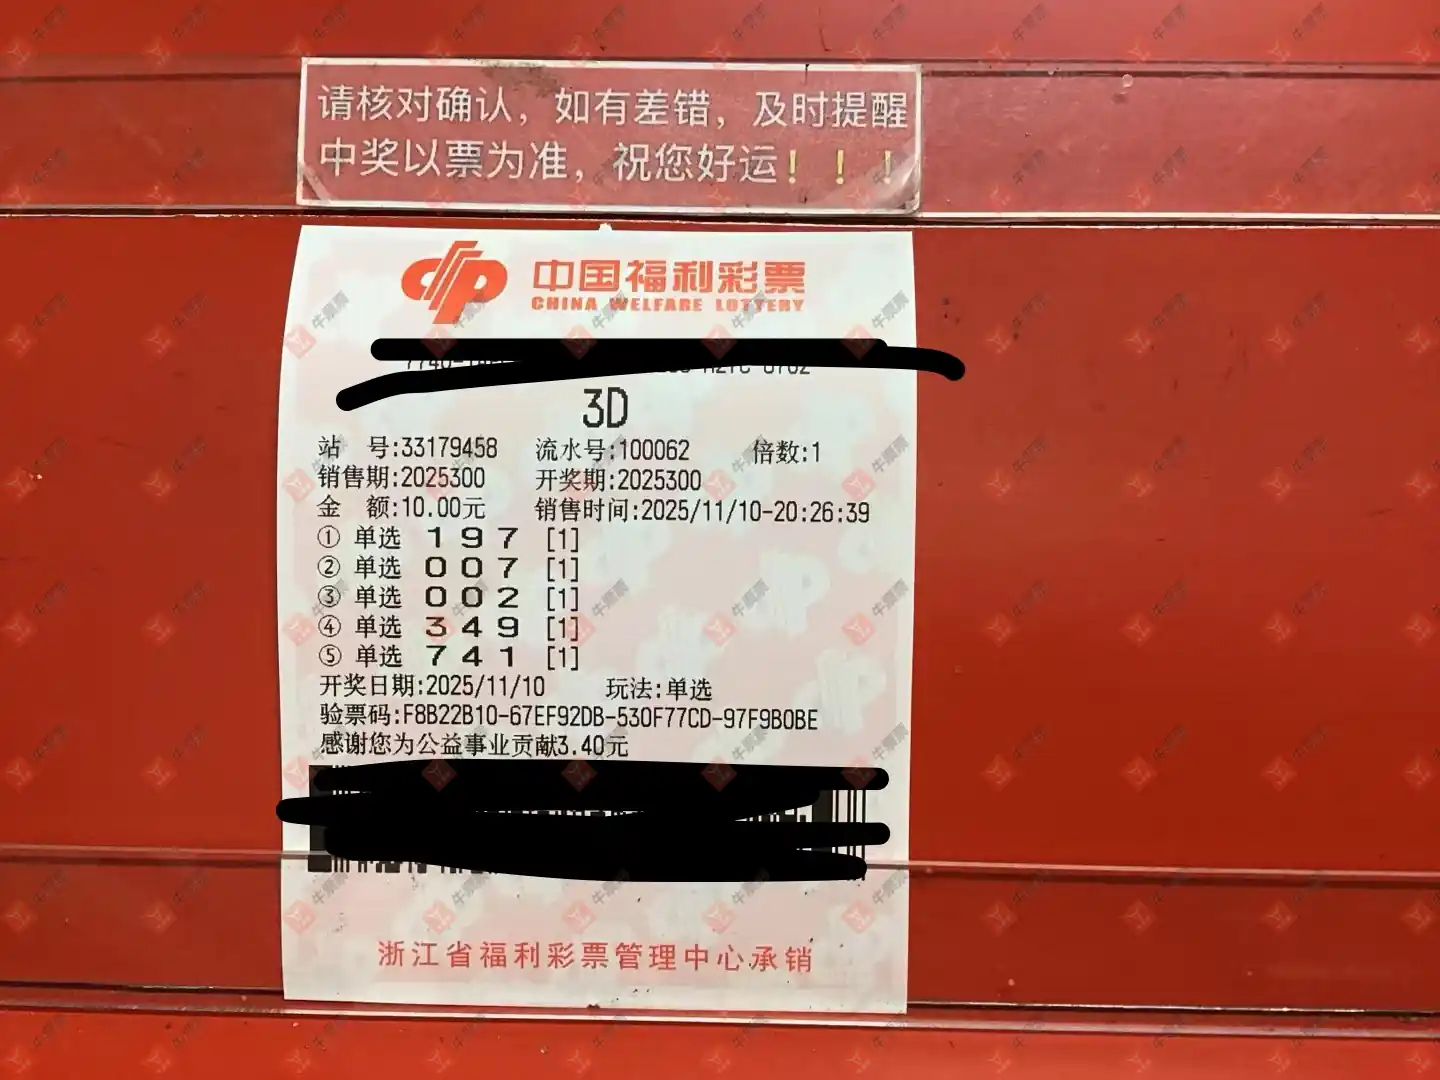 请核对确认，如有差错，及时提醒
中奖以票为准，祝您好运！！！
中国福利彩票
CHINA WELFARE LOTTERY
3D
站 号:33179458 流水号:100062 倍数:1
销售期:2025300 开奖期:2025300
金 额:10.00元 销售时间:2025/11/10-20:26:39
① 单选 1 9 7 [1]
② 单选 0 0 7 [1]
③ 单选 0 0 2 [1]
④ 单选 3 4 9 [1]
⑤ 单选 7 4 1 [1]
开奖日期:2025/11/10 玩法:单选
验票码:F8B22B10-67EF92DB-530F77CD-97F9B0BE
感谢您为公益事业贡献3.40元
浙江省福利彩票管理中心承销
牛票票